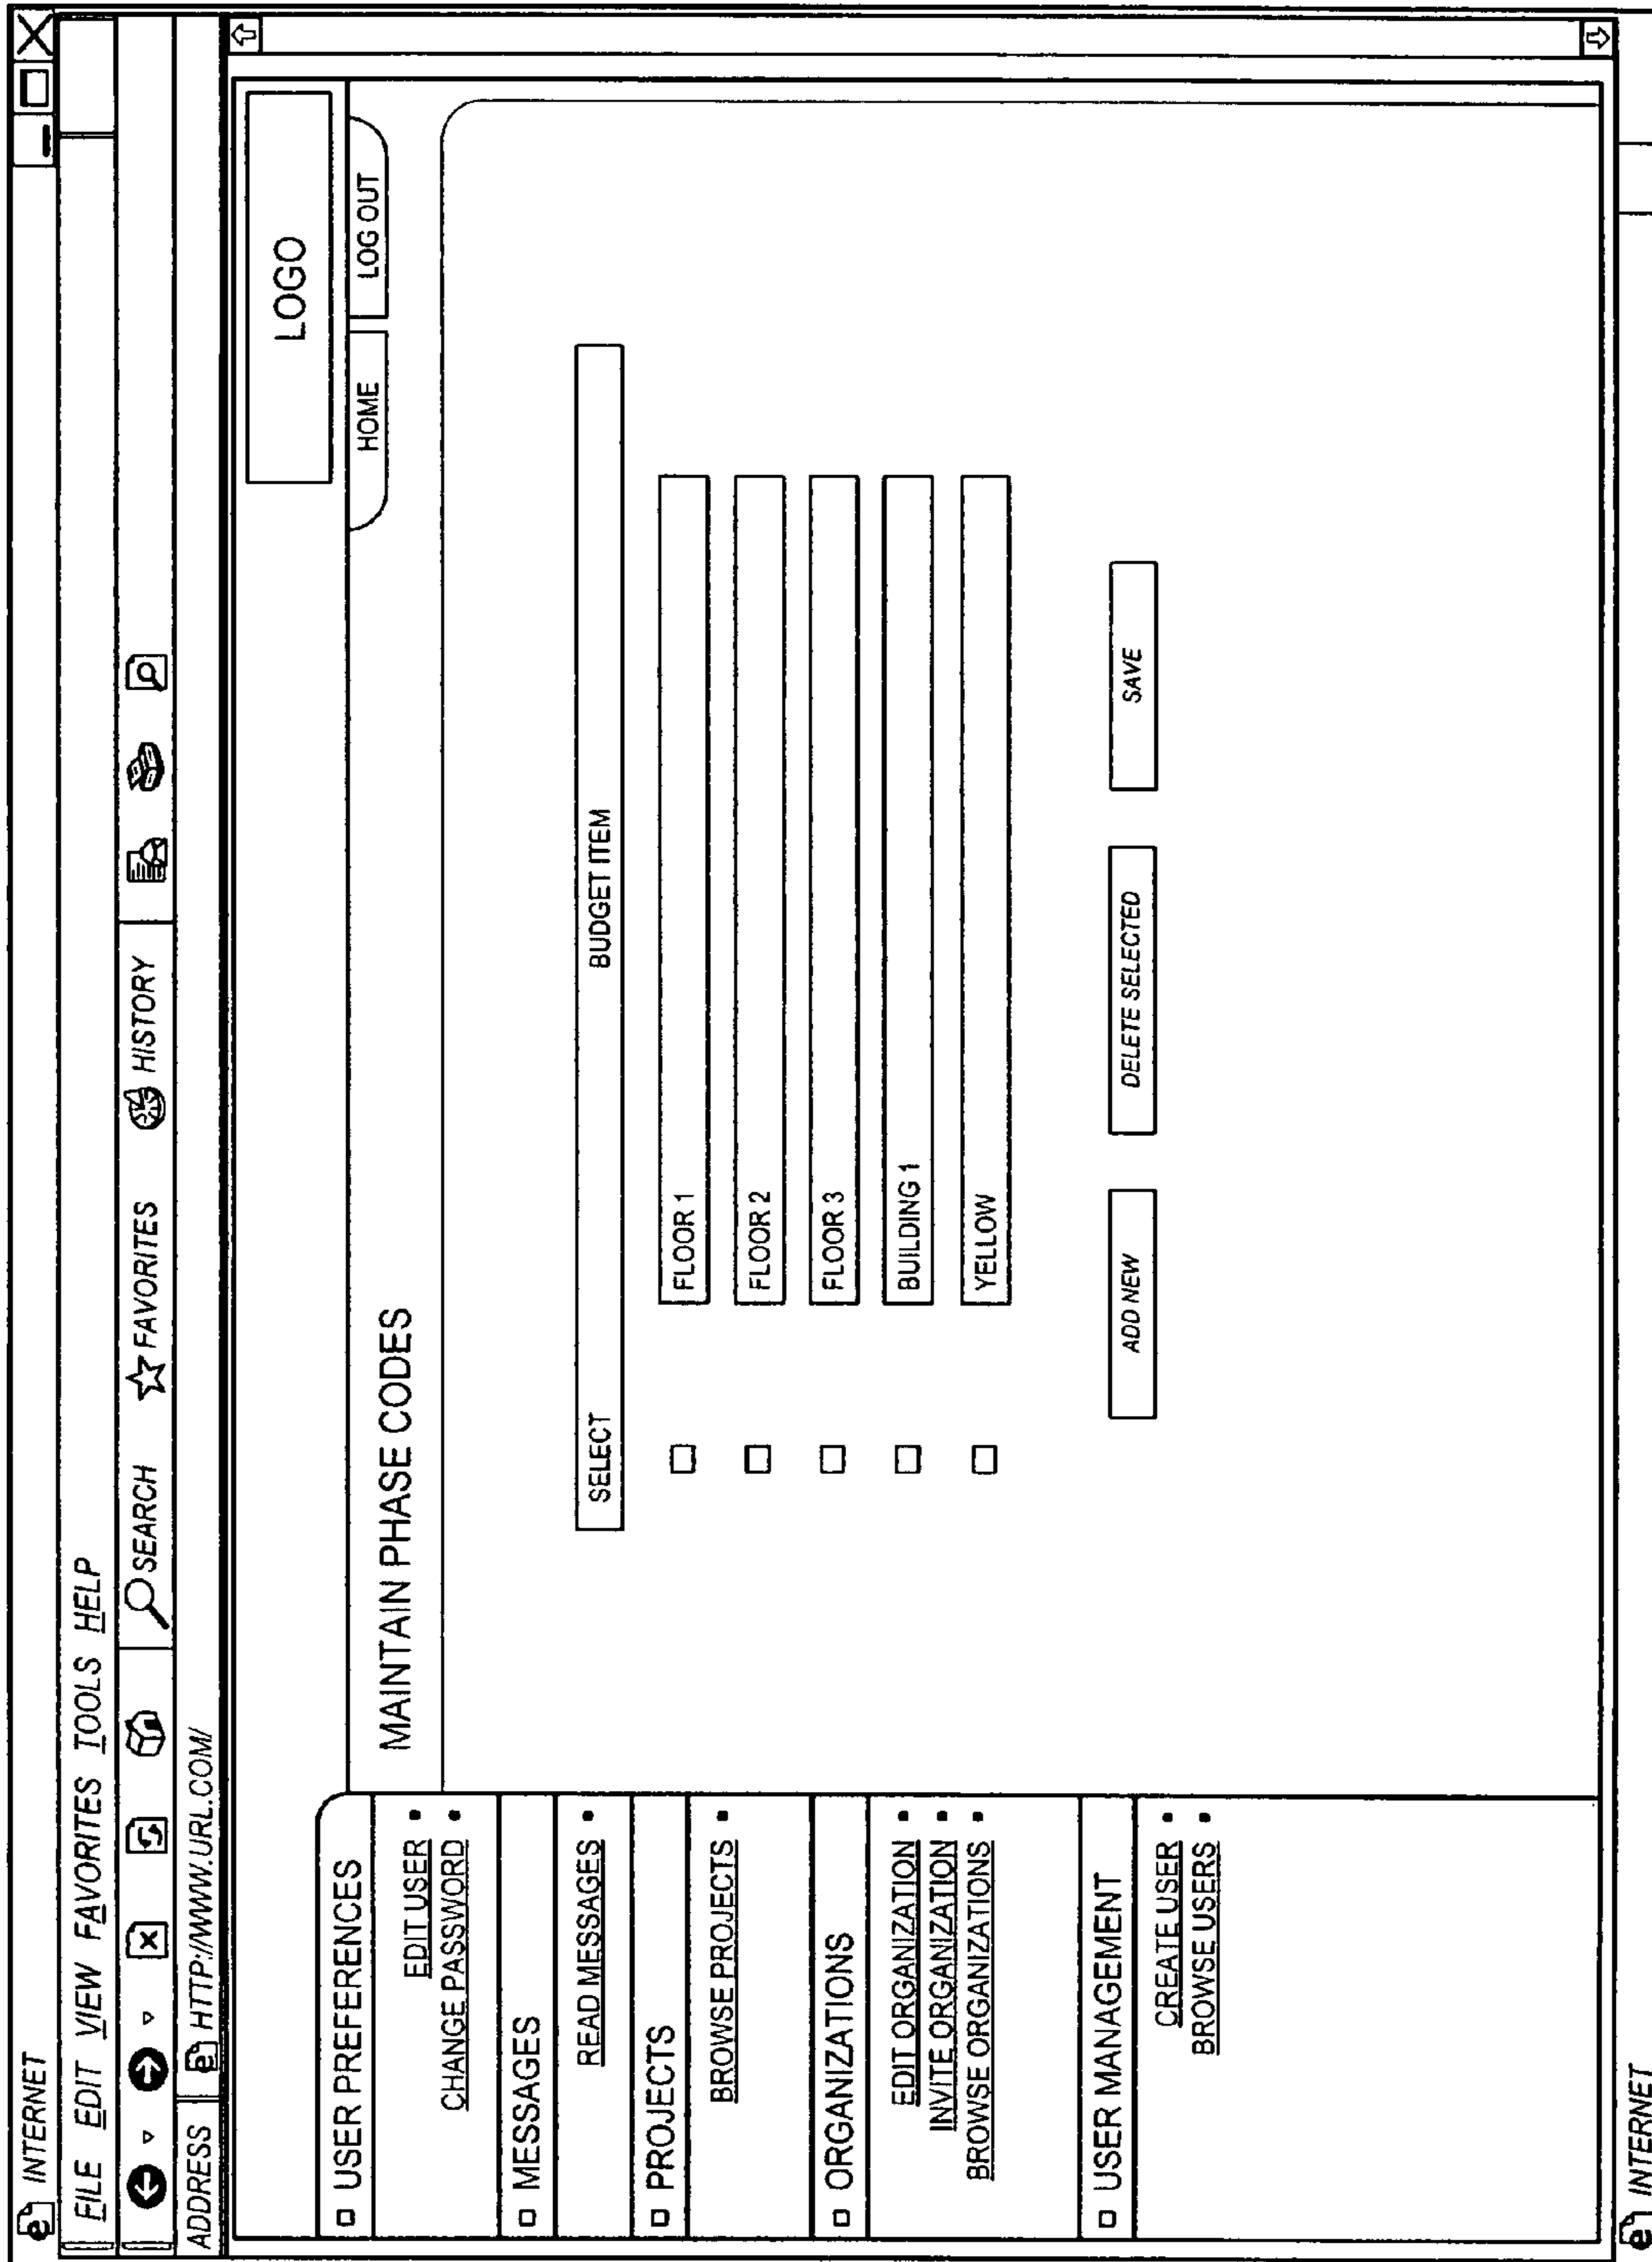 INTERNET
FILE EDIT VIEW FAVORITES TOOLS HELP
SEARCH FAVORITES HISTORY
ADDRESS HTTP://WWW.URL.COM/
LOGO
HOME LOG OUT
MAINTAIN PHASE CODES
USER PREFERENCES
EDIT USER
CHANGE PASSWORD
MESSAGES
READ MESSAGES
PROJECTS
BROWSE PROJECTS
ORGANIZATIONS
EDIT ORGANIZATION
INVITE ORGANIZATION
BROWSE ORGANIZATIONS
USER MANAGEMENT
CREATE USER
BROWSE USERS
SELECT BUDGET ITEM
FLOOR 1
FLOOR 2
FLOOR 3
BUILDING 1
YELLOW
ADD NEW DELETE SELECTED SAVE
INTERNET